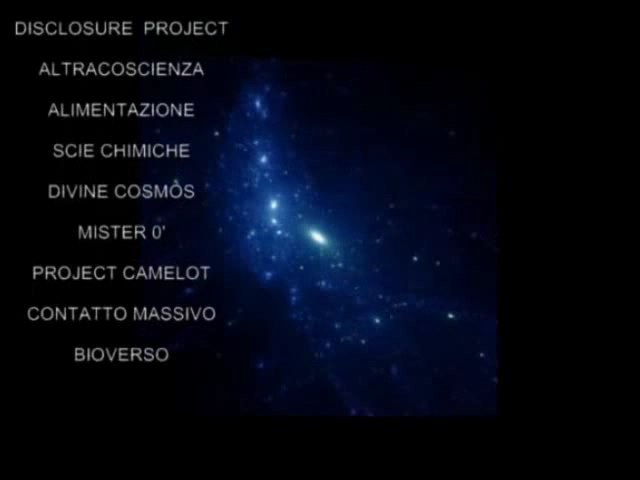 DISCLOSURE PROJECT
ALTRACOSCIENZA
ALIMENTAZIONE
SCIE CHIMICHE
DIVINE COSMOS
MISTER 0'
PROJECT CAMELOT
CONTATTO MASSIVO
BIOVERSO